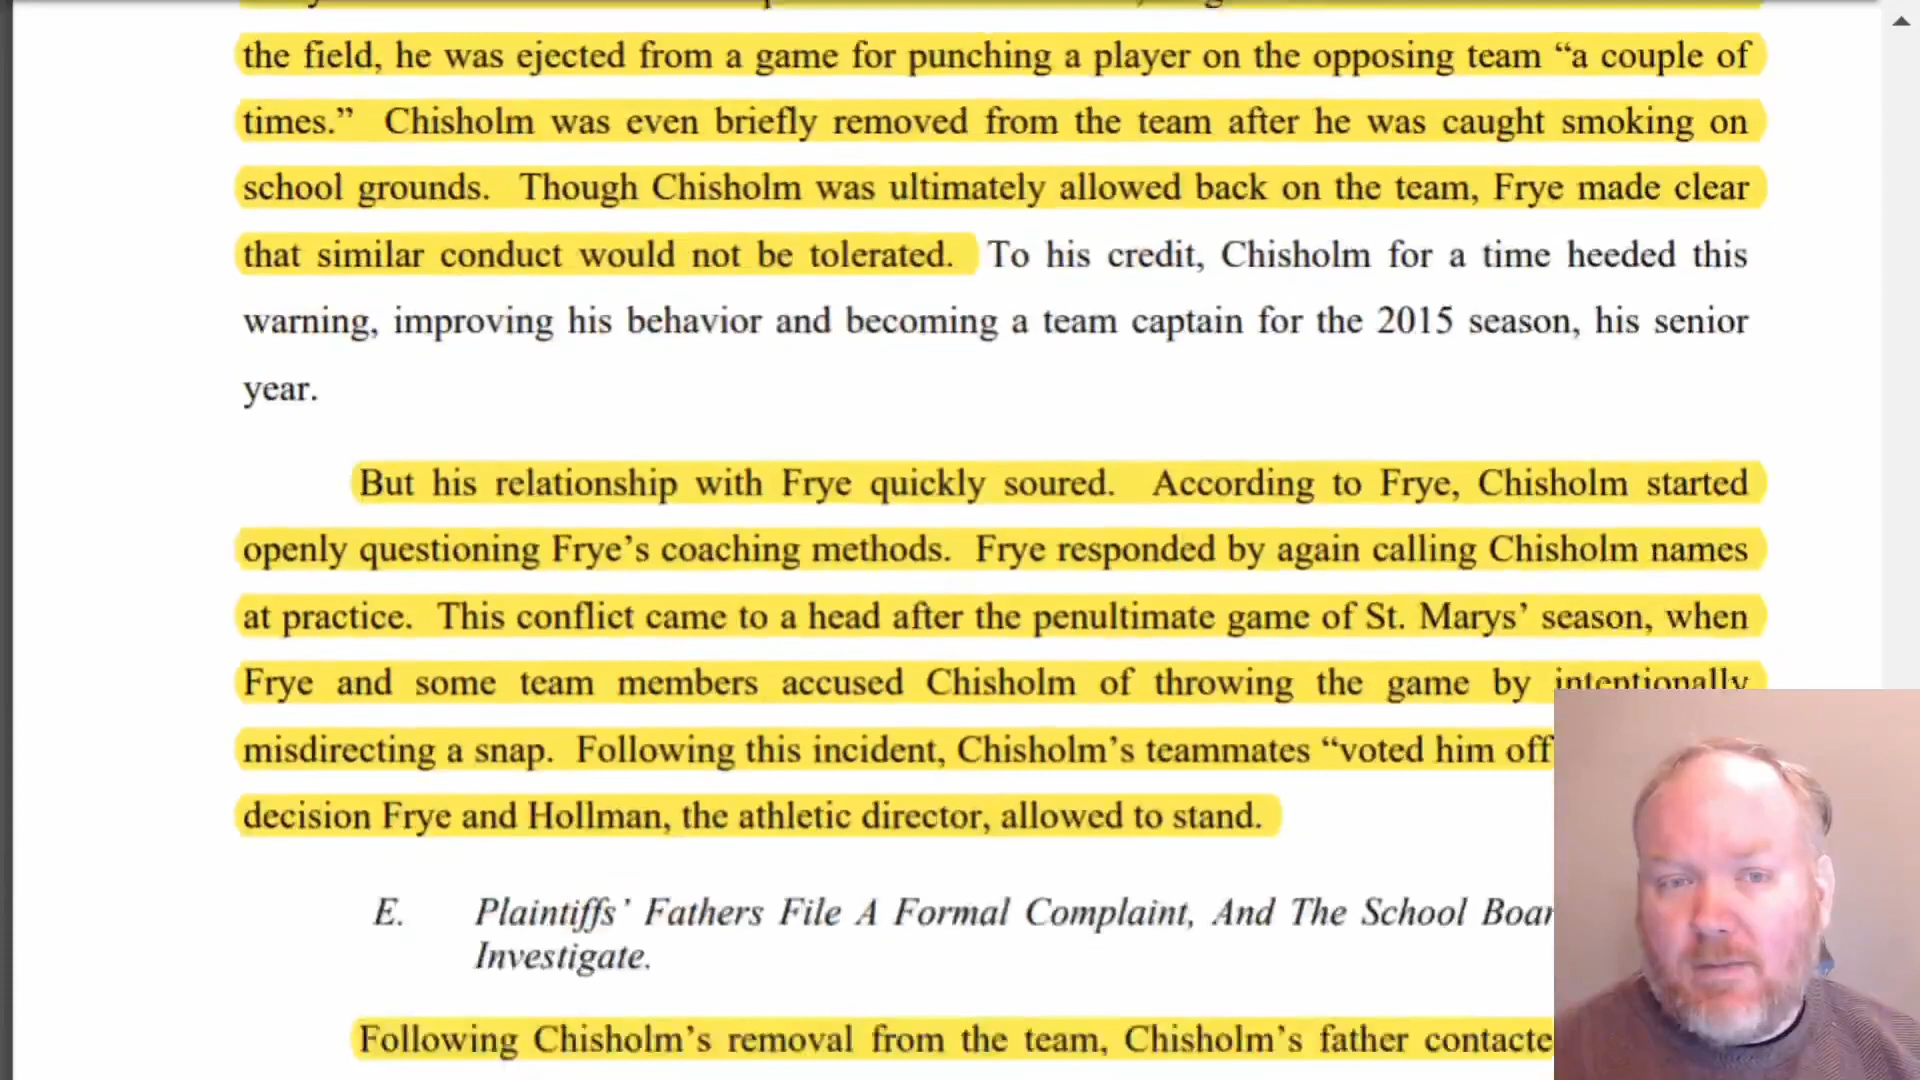 the field, he was ejected from a game for punching a player on the opposing team “a couple of
times.” Chisholm was even briefly removed from the team after he was caught smoking on
school grounds. Though Chisholm was ultimately allowed back on the team, Frye made clear
that similar conduct would not be tolerated. To his credit, Chisholm for a time heeded this
warning, improving his behavior and becoming a team captain for the 2015 season, his senior
year.
But his relationship with Frye quickly soured. According to Frye, Chisholm started
openly questioning Frye’s coaching methods. Frye responded by again calling Chisholm names
at practice. This conflict came to a head after the penultimate game of St. Marys’ season, when
Frye and some team members accused Chisholm of throwing the game by intentionally
misdirecting a snap. Following this incident, Chisholm’s teammates “voted him off
decision Frye and Hollman, the athletic director, allowed to stand.
E. Plaintiffs’ Fathers File A Formal Complaint, And The School Boar
Investigate.
Following Chisholm’s removal from the team, Chisholm’s father contacte